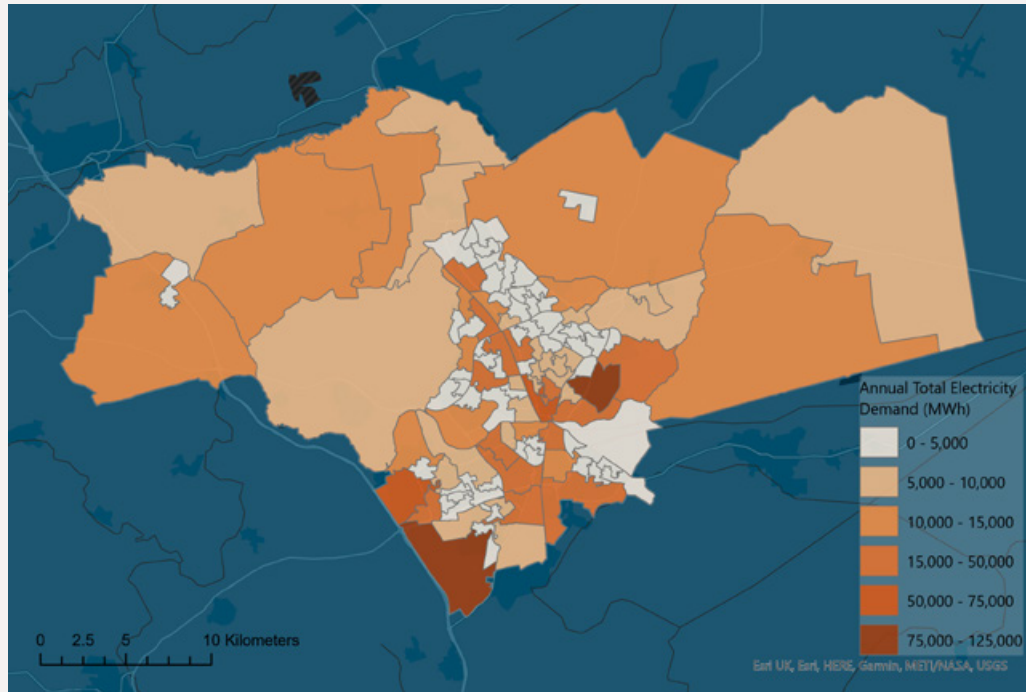 Annual Total Electricity
Demand (MWh)
0 - 5,000
5,000 - 10,000
10,000 - 15,000
15,000 - 50,000
50,000 - 75,000
75,000 - 125,000
0 2.5 5 10 Kilometers
Esri UK, Esri, HERE, Garmin, METI/NASA, USGS